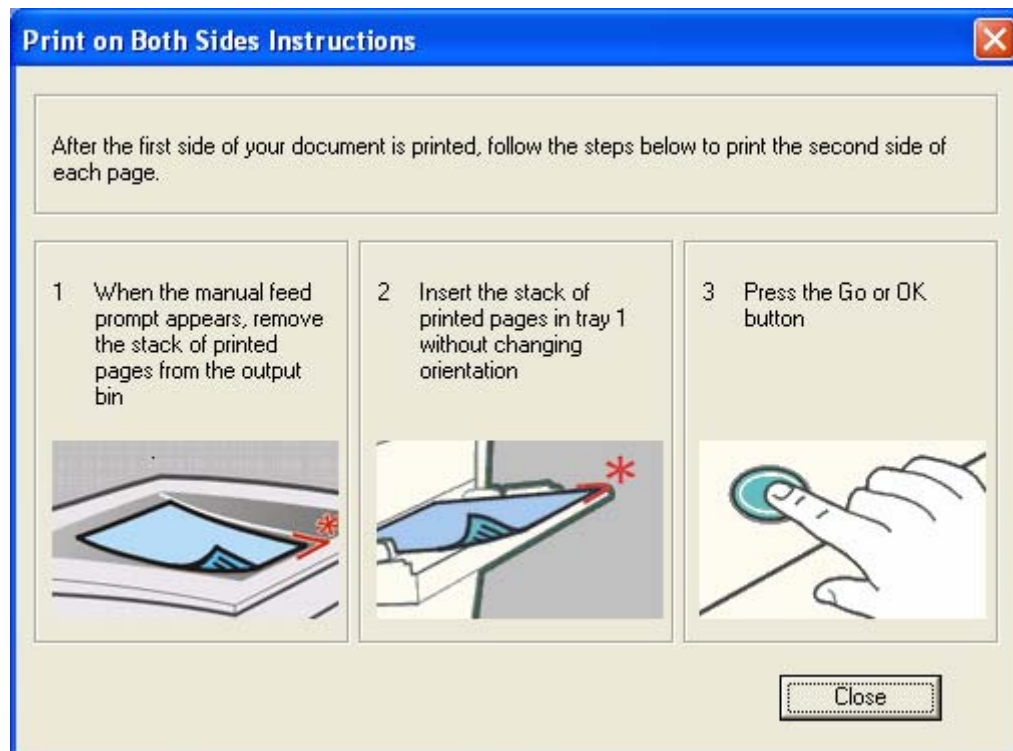 Print on Both Sides Instructions
After the first side of your document is printed, follow the steps below to print the second side of
each page.
1 When the manual feed
prompt appears, remove
the stack of printed
pages from the output
bin
2 Insert the stack of
printed pages in tray 1
without changing
orientation
3 Press the Go or OK
button
*
*
Close